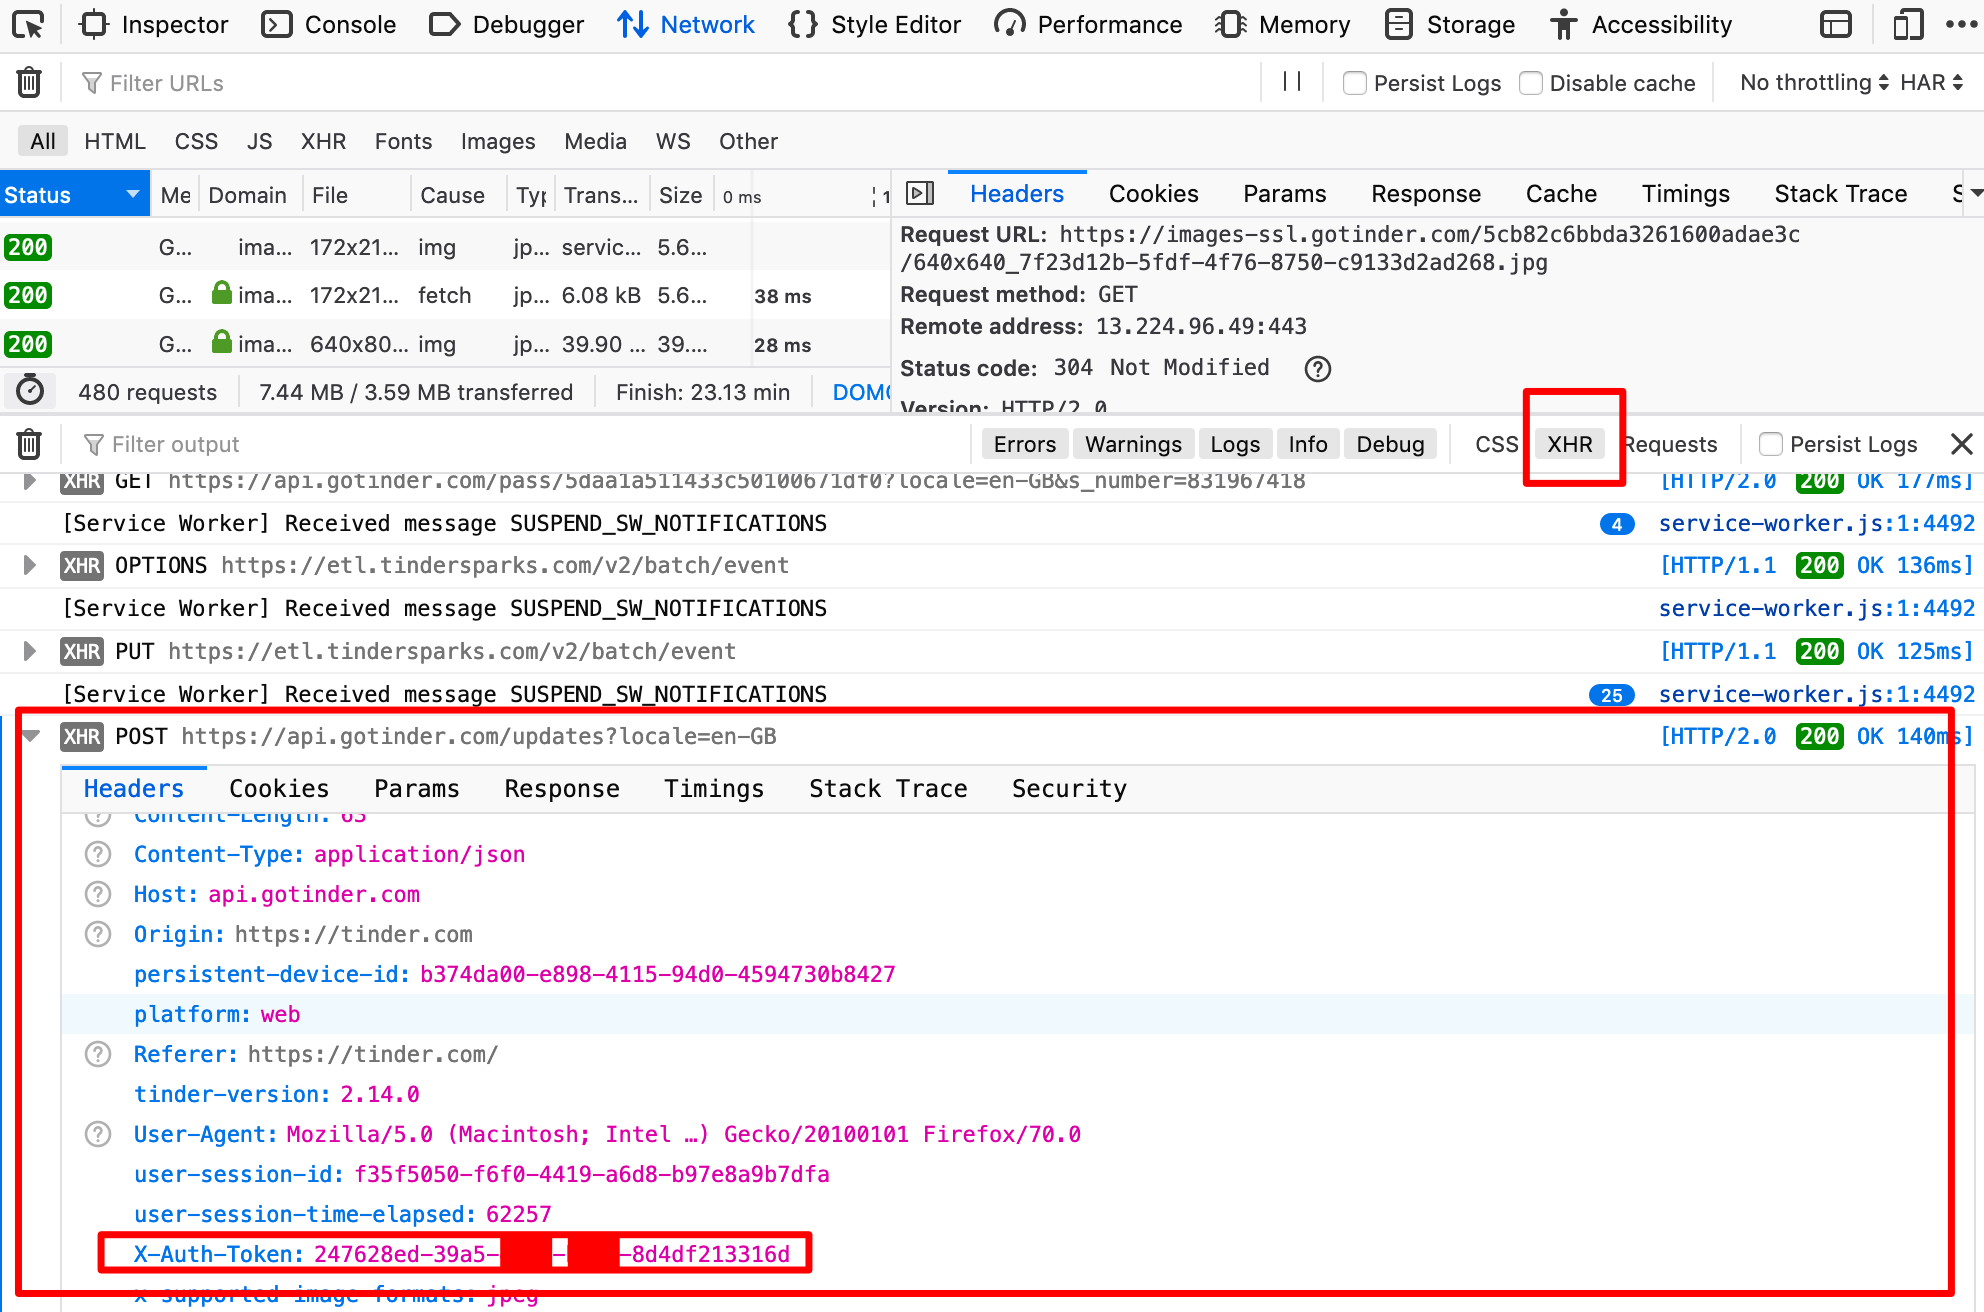 Inspector Console Debugger Network Style Editor Performance Memory Storage Accessibility
Filter URLs Persist Logs Disable cache No throttling HAR
All HTML CSS JS XHR Fonts Images Media WS Other
Status Me Domain File Cause Typ Trans... Size 0 ms 1
Headers Cookies Params Response Cache Timings Stack Trace S
200 G... ima... 172x21... img jp... servic... 5.6...
200 G... ima... 172x21... fetch jp... 6.08 kB 5.6... 38 ms
200 G... ima... 640x80... img jp... 39.90 ... 39.... 28 ms
480 requests 7.44 MB / 3.59 MB transferred Finish: 23.13 min DOMC
Request URL: https://images-ssl.gotinder.com/5cb82c6bbda3261600adae3c
/640x640_7f23d12b-5fdf-4f76-8750-c9133d2ad268.jpg
Request method: GET
Remote address: 13.224.96.49:443
Status code: 304 Not Modified
Version: HTTP/2.0
Filter output Errors Warnings Logs Info Debug CSS XHR Requests Persist Logs
XHR GET https://api.gotinder.com/pass/5daa1a511433c50100671df0?locale=en-GB&s_number=831967418 [HTTP/2.0 200 OK 177ms]
[Service Worker] Received message SUSPEND_SW_NOTIFICATIONS 4 service-worker.js:1:4492
XHR OPTIONS https://etl.tindersparks.com/v2/batch/event [HTTP/1.1 200 OK 136ms]
[Service Worker] Received message SUSPEND_SW_NOTIFICATIONS service-worker.js:1:4492
XHR PUT https://etl.tindersparks.com/v2/batch/event [HTTP/1.1 200 OK 125ms]
[Service Worker] Received message SUSPEND_SW_NOTIFICATIONS 25 service-worker.js:1:4492
XHR POST https://api.gotinder.com/updates?locale=en-GB [HTTP/2.0 200 OK 140ms]
Headers Cookies Params Response Timings Stack Trace Security
Content-Length: 63
Content-Type: application/json
Host: api.gotinder.com
Origin: https://tinder.com
persistent-device-id: b374da00-e898-4115-94d0-4594730b8427
platform: web
Referer: https://tinder.com/
tinder-version: 2.14.0
User-Agent: Mozilla/5.0 (Macintosh; Intel …) Gecko/20100101 Firefox/70.0
user-session-id: f35f5050-f6f0-4419-a6d8-b97e8a9b7dfa
user-session-time-elapsed: 62257
X-Auth-Token: 247628ed-39a5- - -8d4df213316d
x-supported-image-formats: jpeg